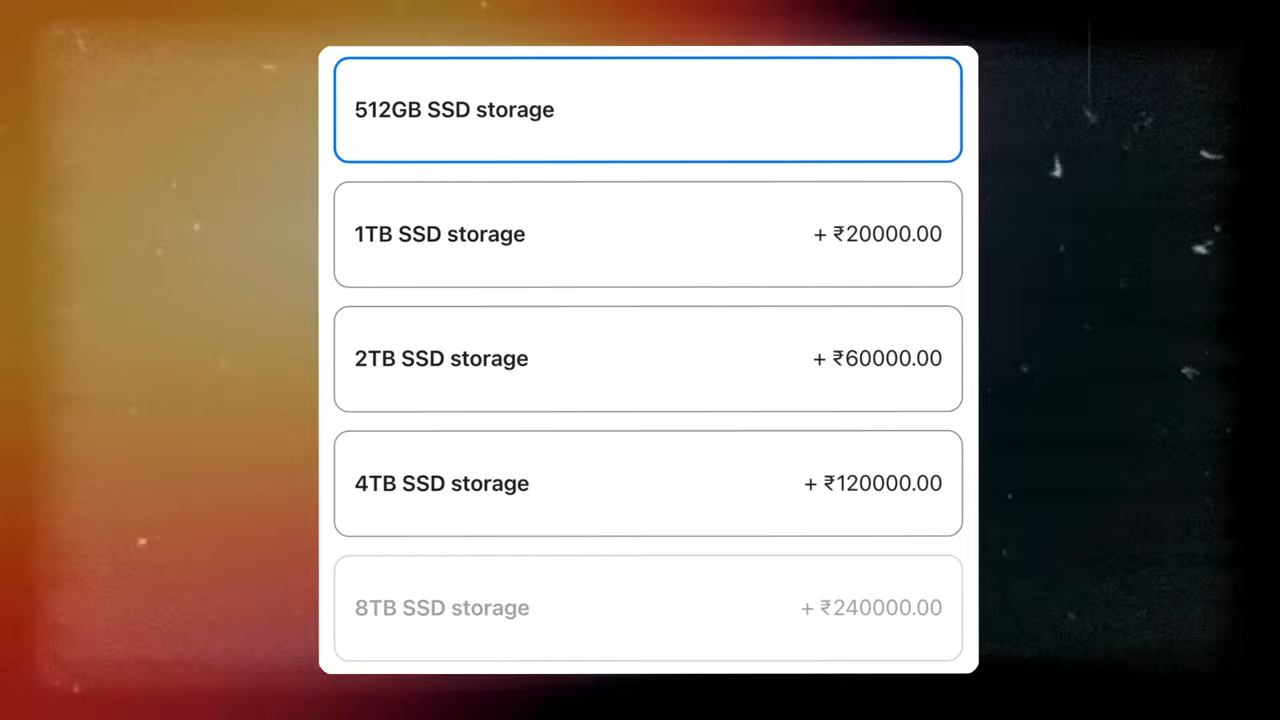 512GB SSD storage
1TB SSD storage + ₹20000.00
2TB SSD storage + ₹60000.00
4TB SSD storage + ₹120000.00
8TB SSD storage + ₹240000.00